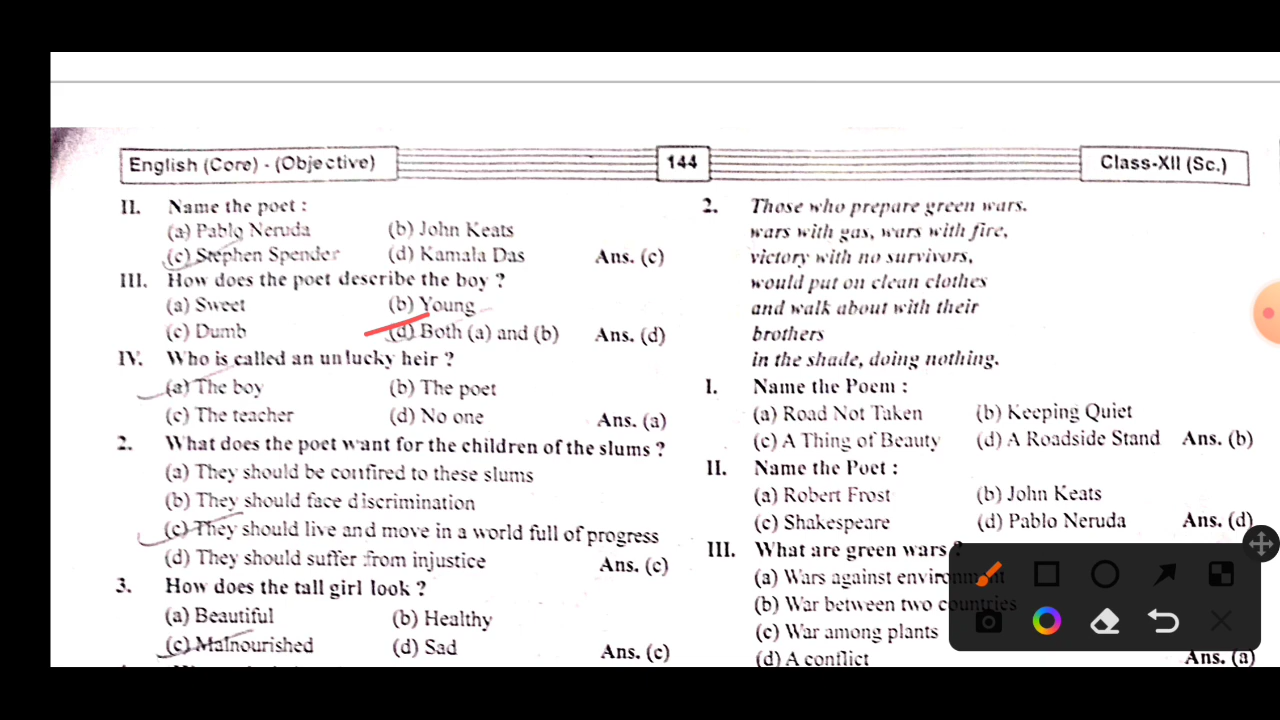 English (Core) - (Objective)
144
Class-XII (Sc.)
II. Name the poet :
(a) Pablo Neruda (b) John Keats
(c) Stephen Spender (d) Kamala Das Ans. (c)
III. How does the poet describe the boy ?
(a) Sweet (b) Young
(c) Dumb (d) Both (a) and (b) Ans. (d)
IV. Who is called an unlucky heir ?
(a) The boy (b) The poet
(c) The teacher (d) No one Ans. (a)
2. What does the poet want for the children of the slums ?
(a) They should be confired to these slums
(b) They should face discrimination
(c) They should live and move in a world full of progress
(d) They should suffer from injustice Ans. (c)
3. How does the tall girl look ?
(a) Beautiful (b) Healthy
(c) Malnourished (d) Sad Ans. (c)
2. Those who prepare green wars.
wars with gas, wars with fire,
victory with no survivors,
would put on clean clothes
and walk about with their
brothers
in the shade, doing nothing.
I. Name the Poem :
(a) Road Not Taken (b) Keeping Quiet
(c) A Thing of Beauty (d) A Roadside Stand Ans. (b)
II. Name the Poet :
(a) Robert Frost (b) John Keats
(c) Shakespeare (d) Pablo Neruda Ans. (d)
III. What are green wars ?
(a) Wars against environment
(b) War between two countries
(c) War among plants
(d) A conflict Ans. (a)